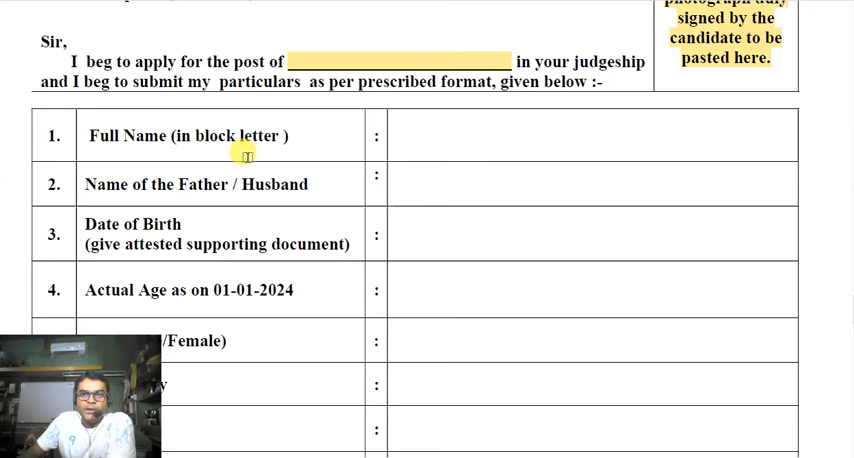 signed by the
candidate to be
pasted here.
Sir,
I beg to apply for the post of ______________________ in your judgeship
and I beg to submit my particulars as per prescribed format, given below :-
1. Full Name (in block letter ) :
2. Name of the Father / Husband :
3. Date of Birth
(give attested supporting document) :
4. Actual Age as on 01-01-2024 :
/Female) :
y :
: